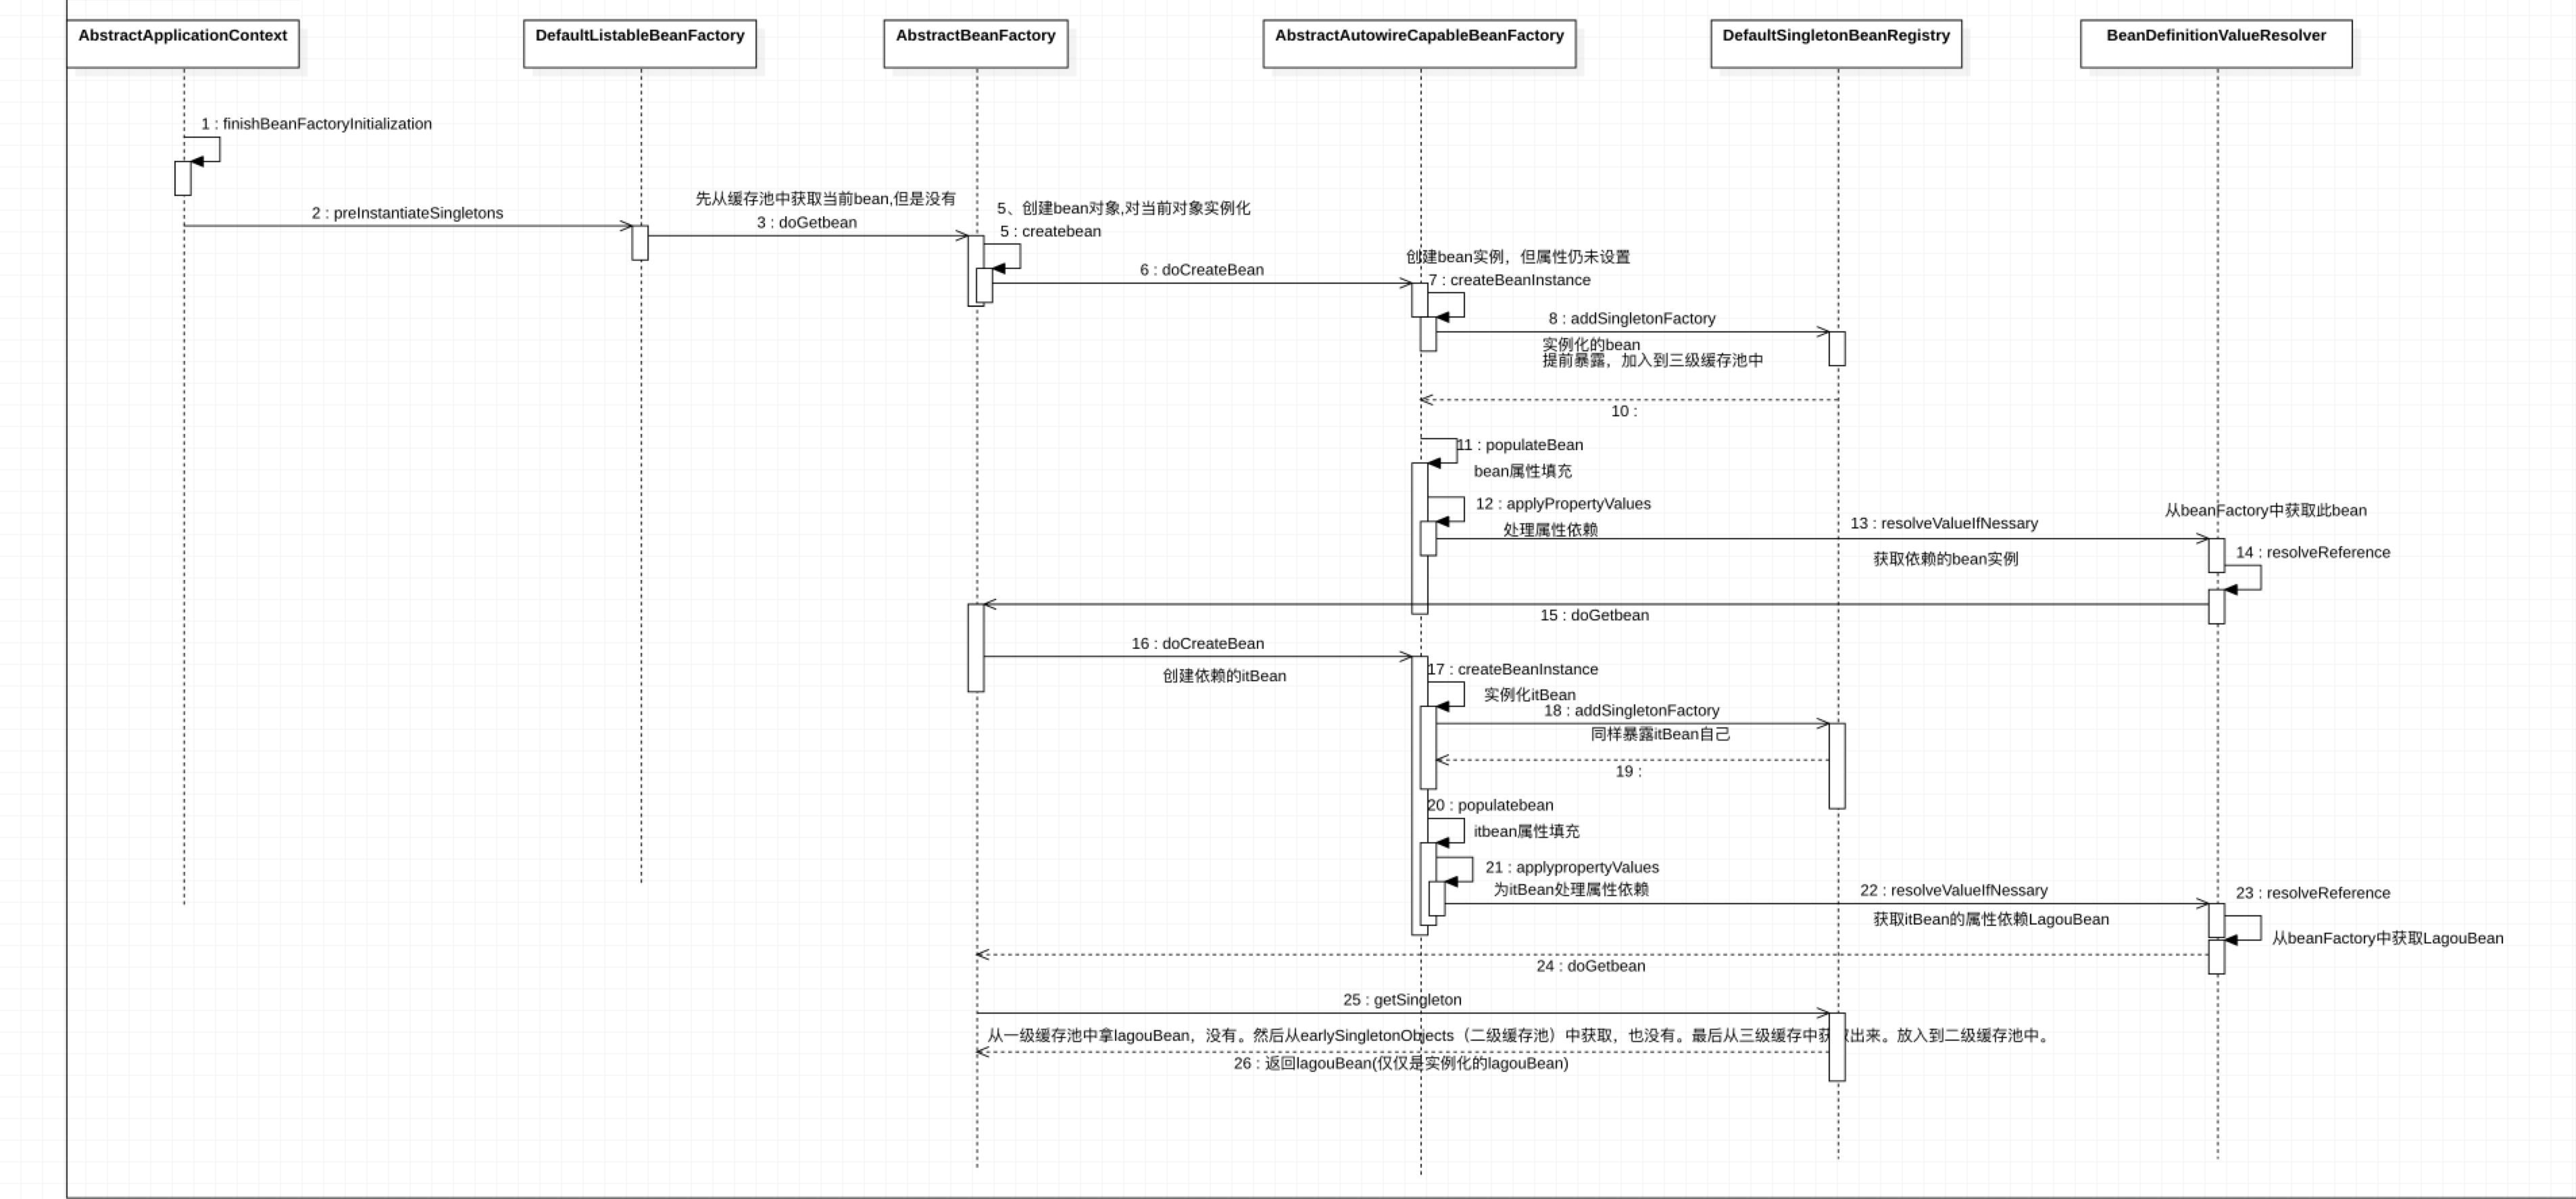 AbstractApplicationContext
DefaultListableBeanFactory
AbstractBeanFactory
AbstractAutowireCapableBeanFactory
DefaultSingletonBeanRegistry
BeanDefinitionValueResolver
1 : finishBeanFactoryInitialization
2 : preInstantiateSingletons
先从缓存池中获取当前bean,但是没有
3 : doGetbean
5、创建bean对象,对当前对象实例化
5 : createbean
6 : doCreateBean
创建bean实例，但属性仍未设置
7 : createBeanInstance
8 : addSingletonFactory
实例化的bean
提前暴露，加入到三级缓存池中
10 :
11 : populateBean
bean属性填充
12 : applyPropertyValues
处理属性依赖
13 : resolveValueIfNessary
获取依赖的bean实例
从beanFactory中获取此bean
14 : resolveReference
15 : doGetbean
16 : doCreateBean
创建依赖的itBean
17 : createBeanInstance
实例化itBean
18 : addSingletonFactory
同样暴露itBean自己
19 :
20 : populatebean
itbean属性填充
21 : applypropertyValues
为itBean处理属性依赖
22 : resolveValueIfNessary
获取itBean的属性依赖LagouBean
23 : resolveReference
从beanFactory中获取LagouBean
24 : doGetbean
25 : getSingleton
从一级缓存池中拿lagouBean，没有。然后从earlySingletonObjects（二级缓存池）中获取，也没有。最后从三级缓存中获取出来。放入到二级缓存池中。
26 : 返回lagouBean(仅仅是实例化的lagouBean)